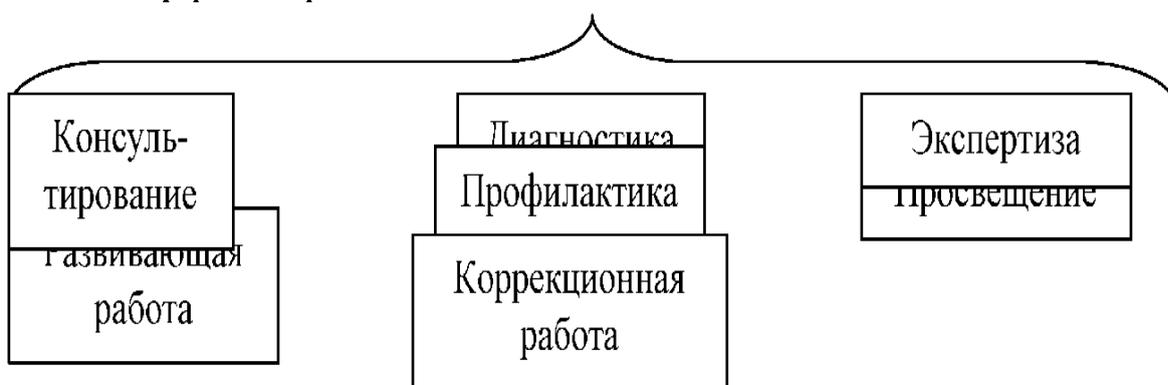 Консуль-
тирование
Развивающая
работа
Диагностика
Профилактика
Коррекционная
работа
Экспертиза
Просвещение